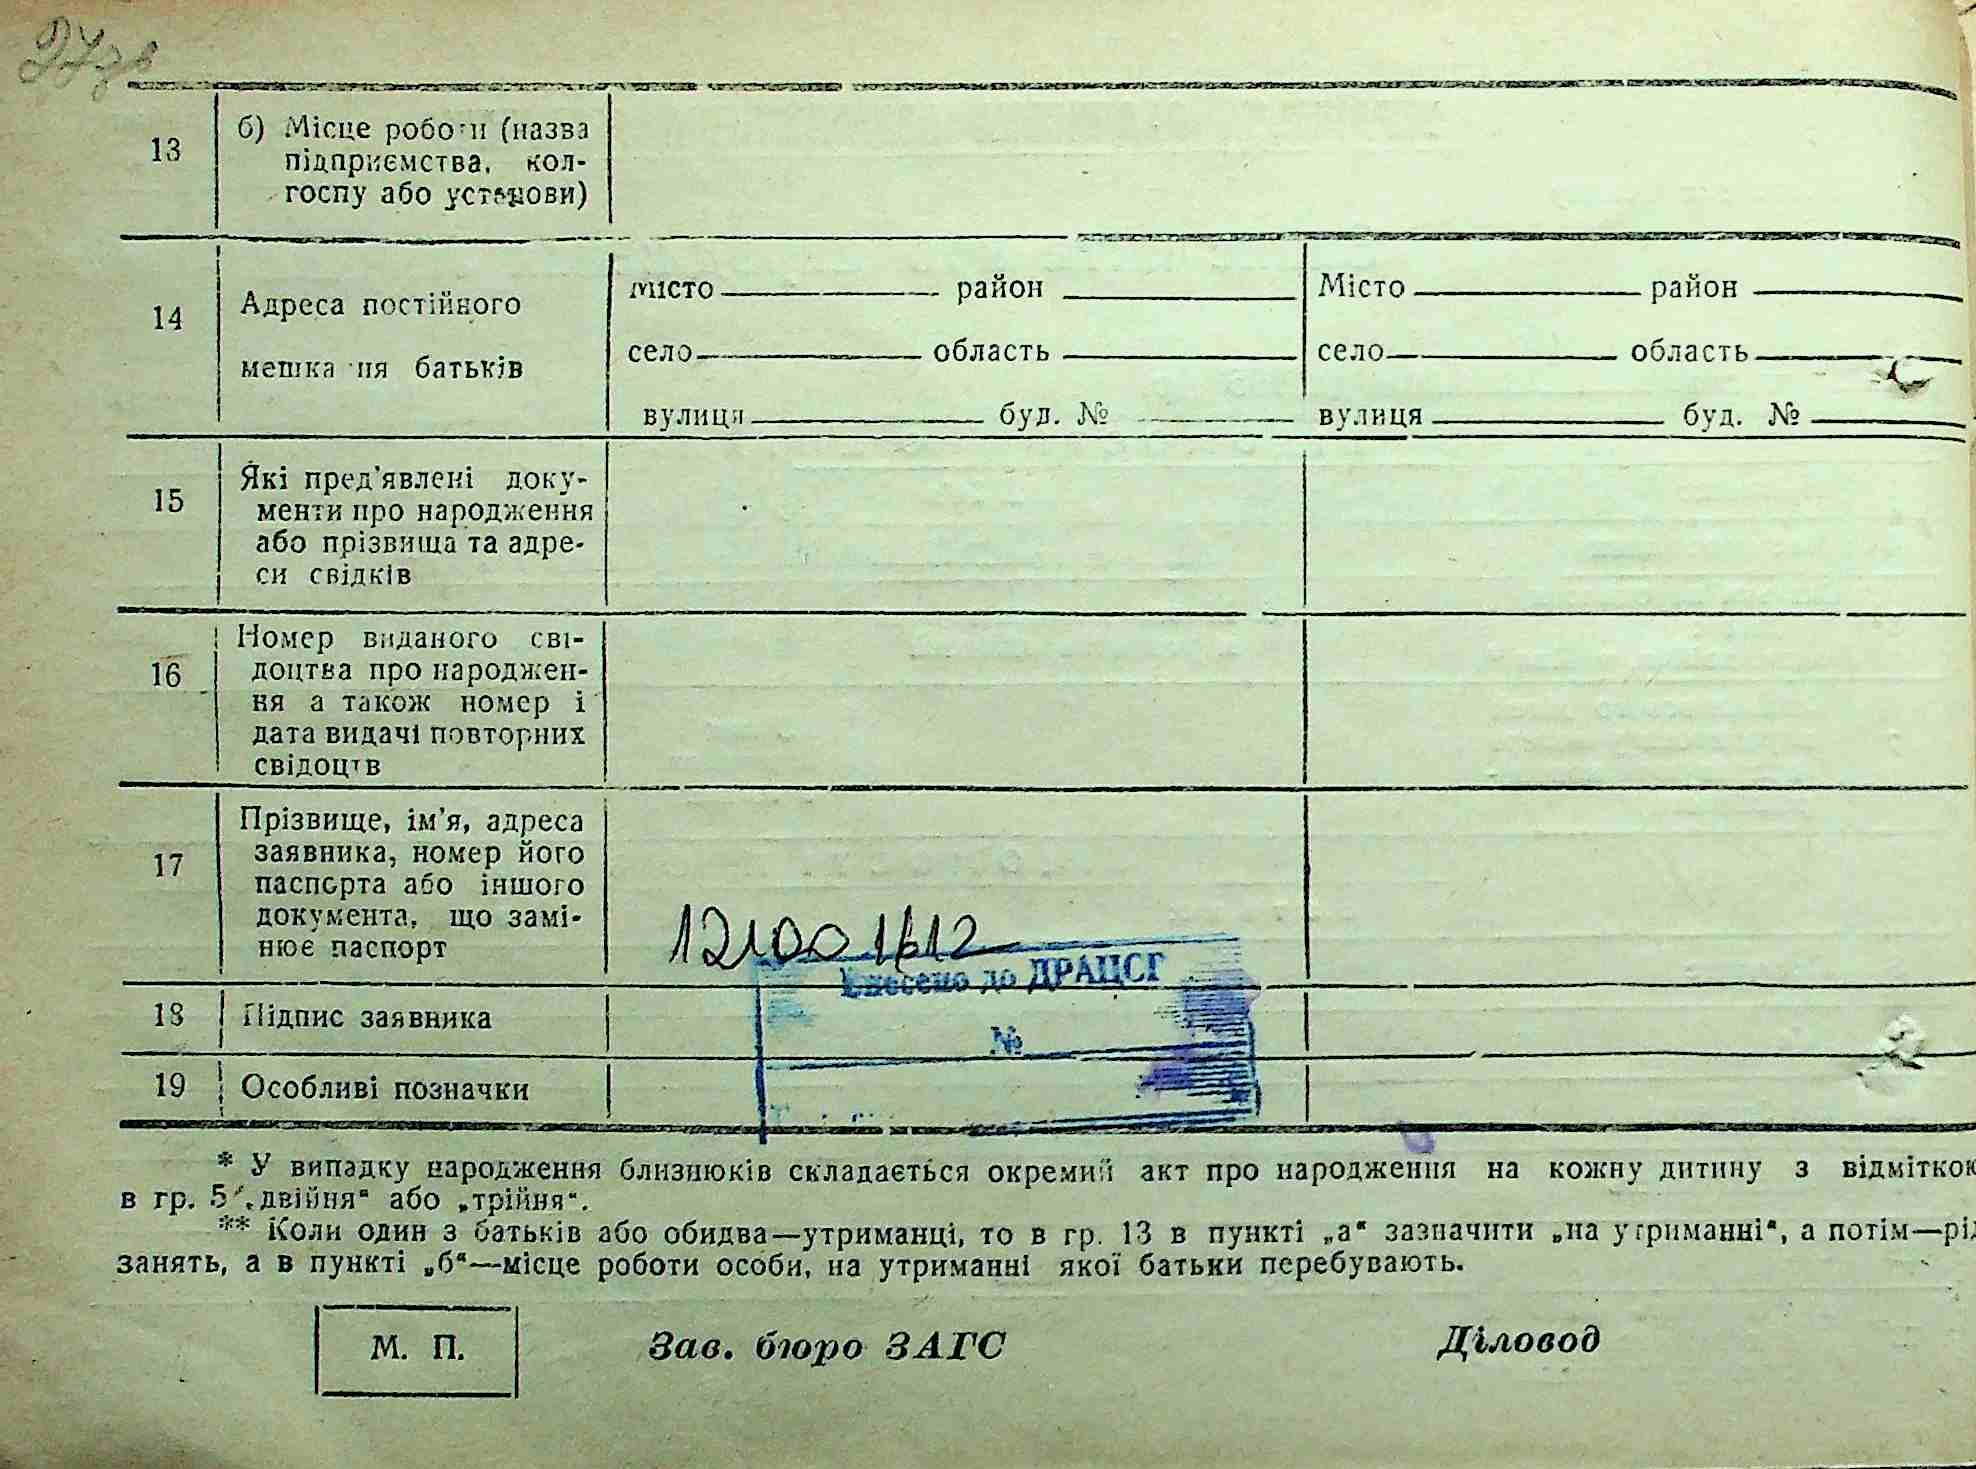 27зв
13 б) Місце роботи (назва
підприємства, кол-
госпу або установи)
14 Адреса постійного
мешкання батьків
місто район Місто район
село область село область
вулиця буд. № вулиця буд. №
15 Які пред'явлені доку-
менти про народження
або прізвища та адре-
си свідків
16 Номер виданого сві-
доцтва про народжен-
ня а також номер і
дата видачі повторних
свідоцтв
17 Прізвище, ім'я, адреса
заявника, номер його
паспорта або іншого
документа, що замі-
нює паспорт
12100 1612
Внесено до ДРАЦСГ
№
18 Підпис заявника
19 Особливі позначки
* У випадку народження близнюків складається окремий акт про народження на кожну дитину з відміткою
в гр. 5 „двійня“ або „трійня“.
** Коли один з батьків або обидва—утриманці, то в гр. 13 в пункті „а“ зазначити „на утриманні“, а потім—рід
занять, а в пункті „б“—місце роботи особи, на утриманні якої батьки перебувають.
М. П. Зав. бюро ЗАГС Діловод